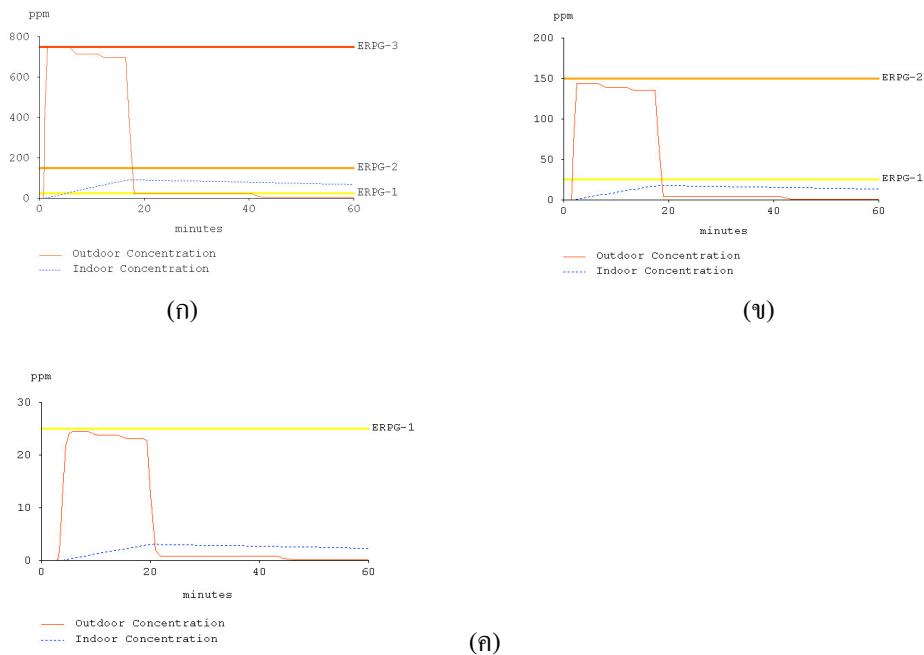 ppm
800
600
400
200
0
0
20
40
60
minutes
ERPG-3
ERPG-2
ERPG-1
Outdoor Concentration
Indoor Concentration
(ก)
ppm
200
150
100
50
0
0
20
40
60
minutes
ERPG-2
ERPG-1
Outdoor Concentration
Indoor Concentration
(ข)
ppm
30
20
10
0
0
20
40
60
minutes
ERPG-1
Outdoor Concentration
Indoor Concentration
(ค)